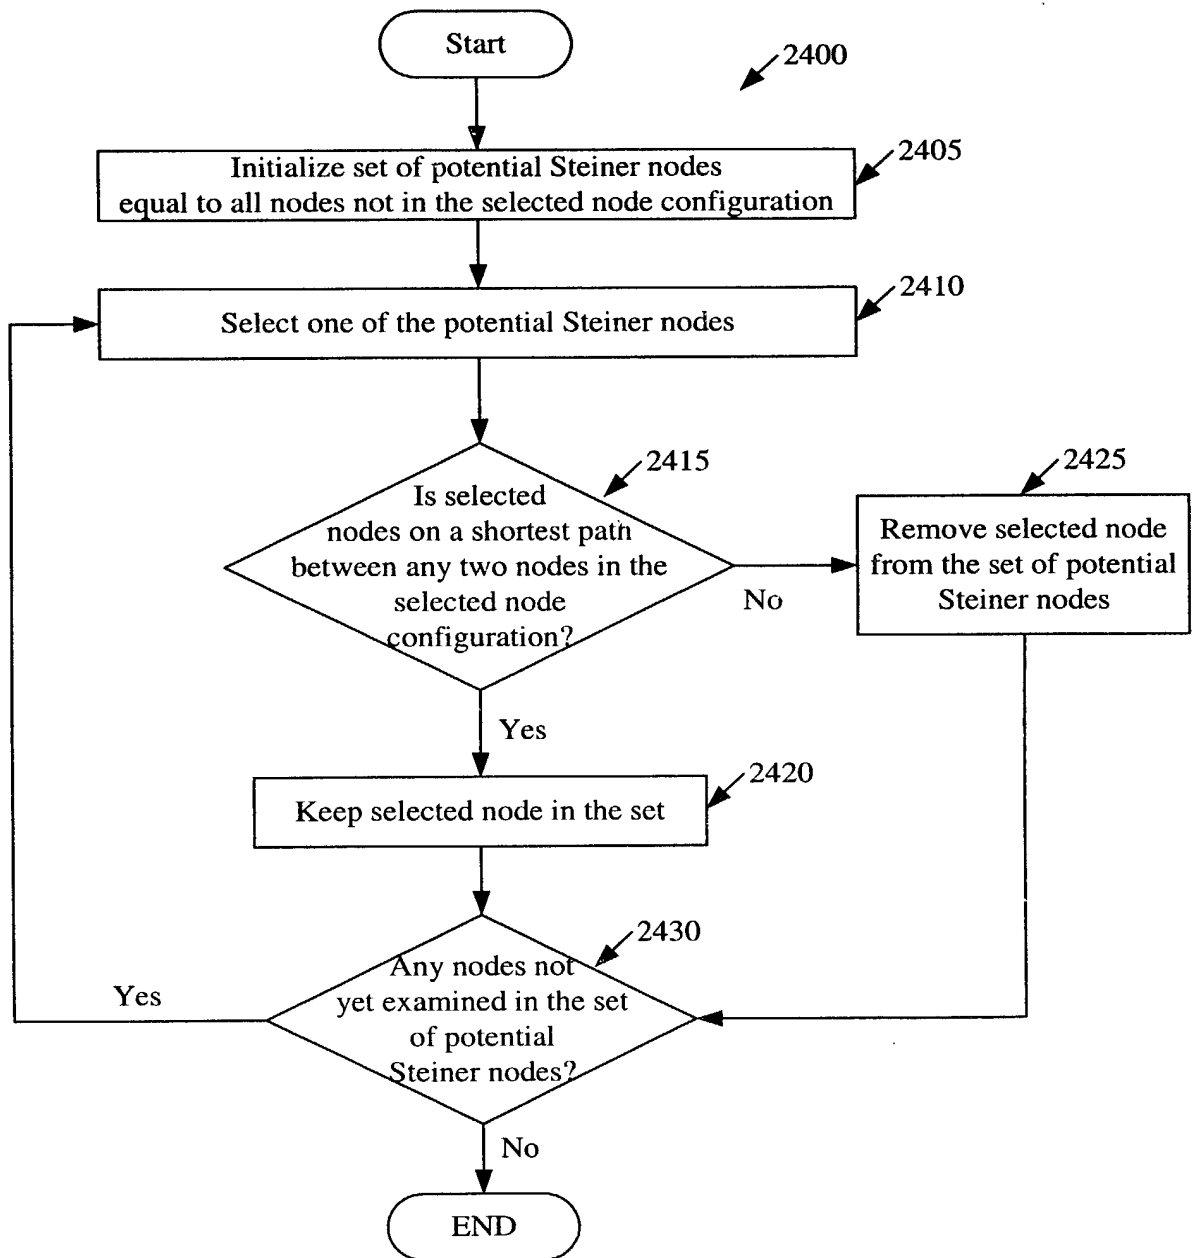 Start
2400
2405
Initialize set of potential Steiner nodes
equal to all nodes not in the selected node configuration
2410
Select one of the potential Steiner nodes
2415
Is selected
nodes on a shortest path
between any two nodes in the
selected node
configuration?
No
2425
Remove selected node
from the set of potential
Steiner nodes
Yes
2420
Keep selected node in the set
2430
Any nodes not
yet examined in the set
of potential
Steiner nodes?
Yes
No
END